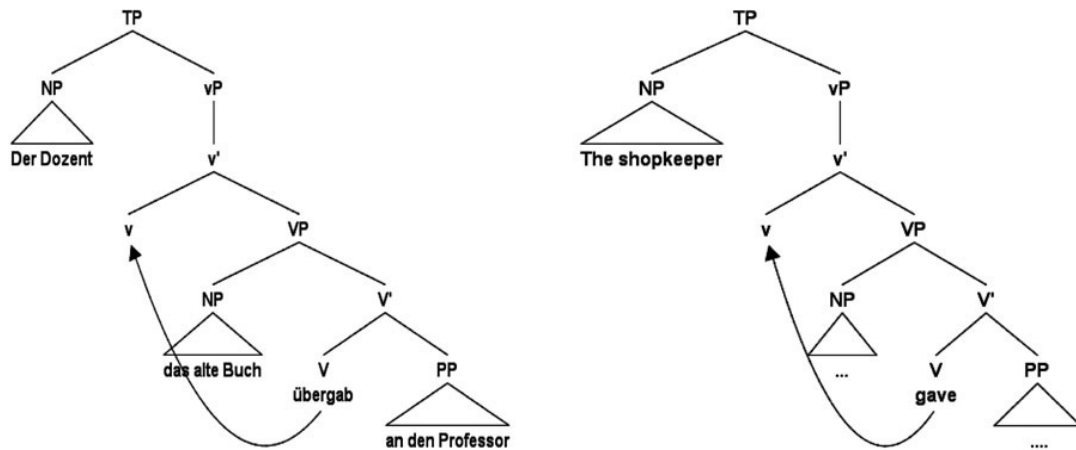 TP
NP vP
Der Dozent
v'
v VP
NP V'
das alte Buch V PP
übergab
an den Professor
TP
NP vP
The shopkeeper
v'
v VP
NP V'
... V PP
gave
....